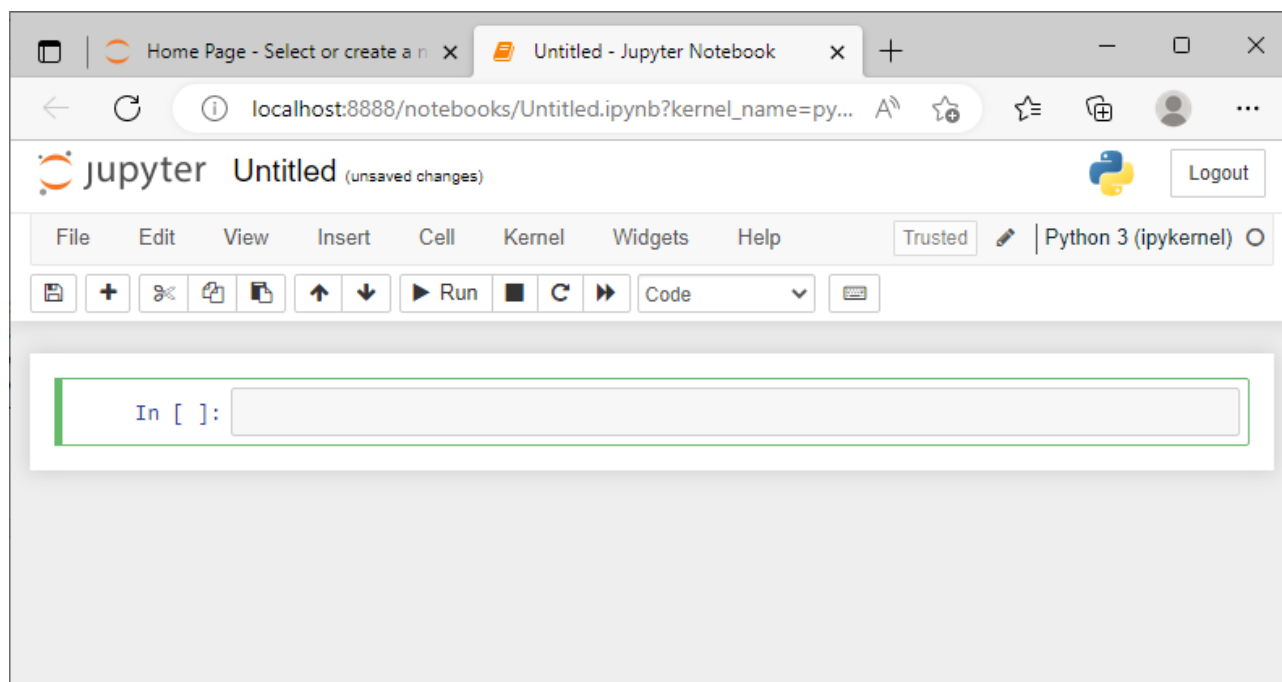 Home Page - Select or create a n
Untitled - Jupyter Notebook
localhost:8888/notebooks/Untitled.ipynb?kernel_name=py...
jupyter Untitled (unsaved changes)
Logout
File Edit View Insert Cell Kernel Widgets Help
Trusted
Python 3 (ipykernel)
Run
Code
In [ ]: